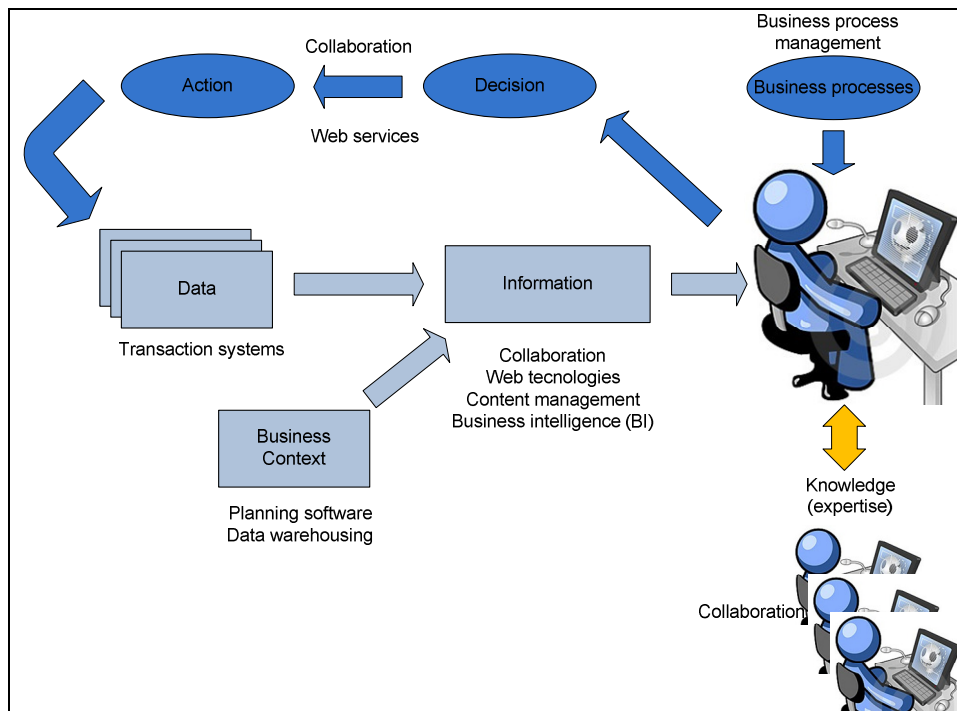 Business process
management
Collaboration
Action
Decision
Business processes
Web services
Data
Information
Transaction systems
Collaboration
Web tecnologies
Content management
Business intelligence (BI)
Business
Context
Planning software
Data warehousing
Knowledge
(expertise)
Collaboration